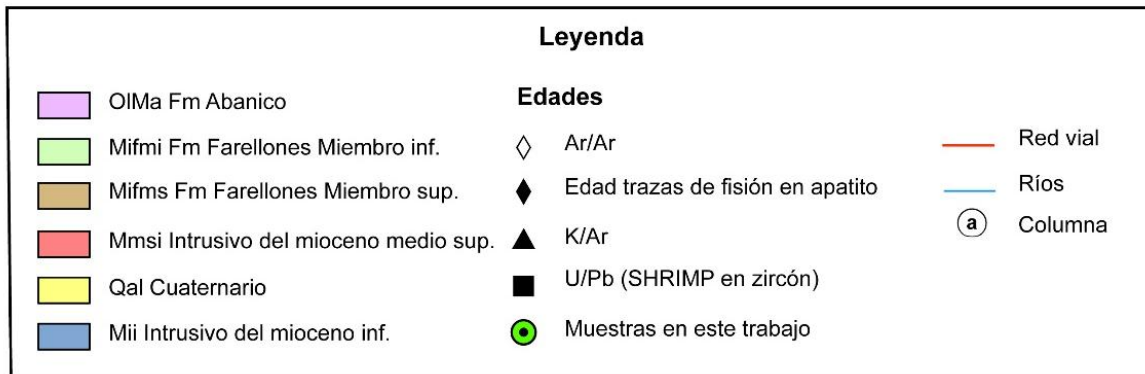 Leyenda
OlMa Fm Abanico
Mifmi Fm Farellones Miembro inf.
Mifms Fm Farellones Miembro sup.
Mmsi Intrusivo del mioceno medio sup.
Qal Cuaternario
Mii Intrusivo del mioceno inf.
Edades
Ar/Ar
Edad trazas de fisión en apatito
K/Ar
U/Pb (SHRIMP en zircón)
Muestras en este trabajo
Red vial
Ríos
a Columna